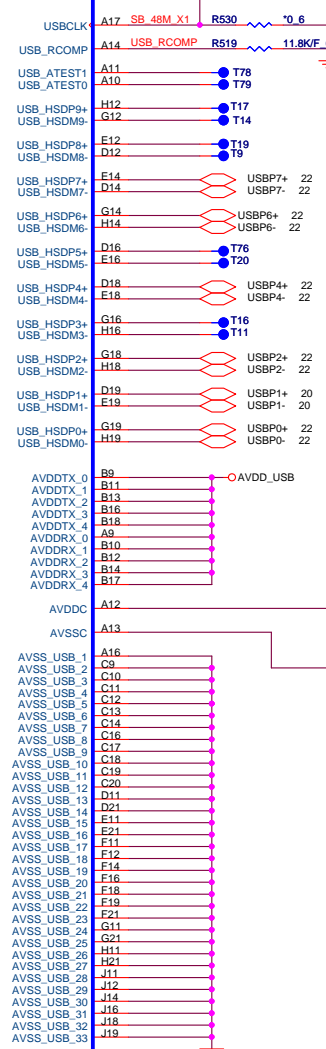 USBCLK A17 SB_48M_X1 R530 *0_6
USB_RCOMP A14 USB_RCOMP R519 11.8K/F_
USB_ATEST1 A11 T78
USB_ATEST0 A10 T79
USB_HSDP9+ H12 T17
USB_HSDM9- G12 T14
USB_HSDP8+ E12 T19
USB_HSDM8- D12 T9
USB_HSDP7+ E14 USBP7+ 22
USB_HSDM7- D14 USBP7- 22
USB_HSDP6+ G14 USBP6+ 22
USB_HSDM6- H14 USBP6- 22
USB_HSDP5+ D16 T76
USB_HSDM5- E16 T20
USB_HSDP4+ D18 USBP4+ 22
USB_HSDM4- E18 USBP4- 22
USB_HSDP3+ G16 T16
USB_HSDM3- H16 T11
USB_HSDP2+ G18 USBP2+ 22
USB_HSDM2- H18 USBP2- 22
USB_HSDP1+ D19 USBP1+ 20
USB_HSDM1- E19 USBP1- 20
USB_HSDP0+ G19 USBP0+ 22
USB_HSDM0- H19 USBP0- 22
AVDDTX_0 B9 AVDD_USB
AVDDTX_1 B11
AVDDTX_2 B13
AVDDTX_3 B16
AVDDTX_4 B18
AVDDRX_0 A9
AVDDRX_1 B10
AVDDRX_2 B12
AVDDRX_3 B14
AVDDRX_4 B17
AVDDC A12
AVSSC A13
AVSS_USB_1 A16
AVSS_USB_2 C9
AVSS_USB_3 C10
AVSS_USB_4 C11
AVSS_USB_5 C12
AVSS_USB_6 C13
AVSS_USB_7 C14
AVSS_USB_8 C16
AVSS_USB_9 C17
AVSS_USB_10 C18
AVSS_USB_11 C19
AVSS_USB_12 C20
AVSS_USB_13 D11
AVSS_USB_14 D21
AVSS_USB_15 E11
AVSS_USB_16 E21
AVSS_USB_17 F11
AVSS_USB_18 F12
AVSS_USB_19 F14
AVSS_USB_20 F16
AVSS_USB_21 F18
AVSS_USB_22 F19
AVSS_USB_23 F21
AVSS_USB_24 G11
AVSS_USB_25 G21
AVSS_USB_26 H11
AVSS_USB_27 H21
AVSS_USB_28 J11
AVSS_USB_29 J12
AVSS_USB_30 J14
AVSS_USB_31 J16
AVSS_USB_32 J18
AVSS_USB_33 J19